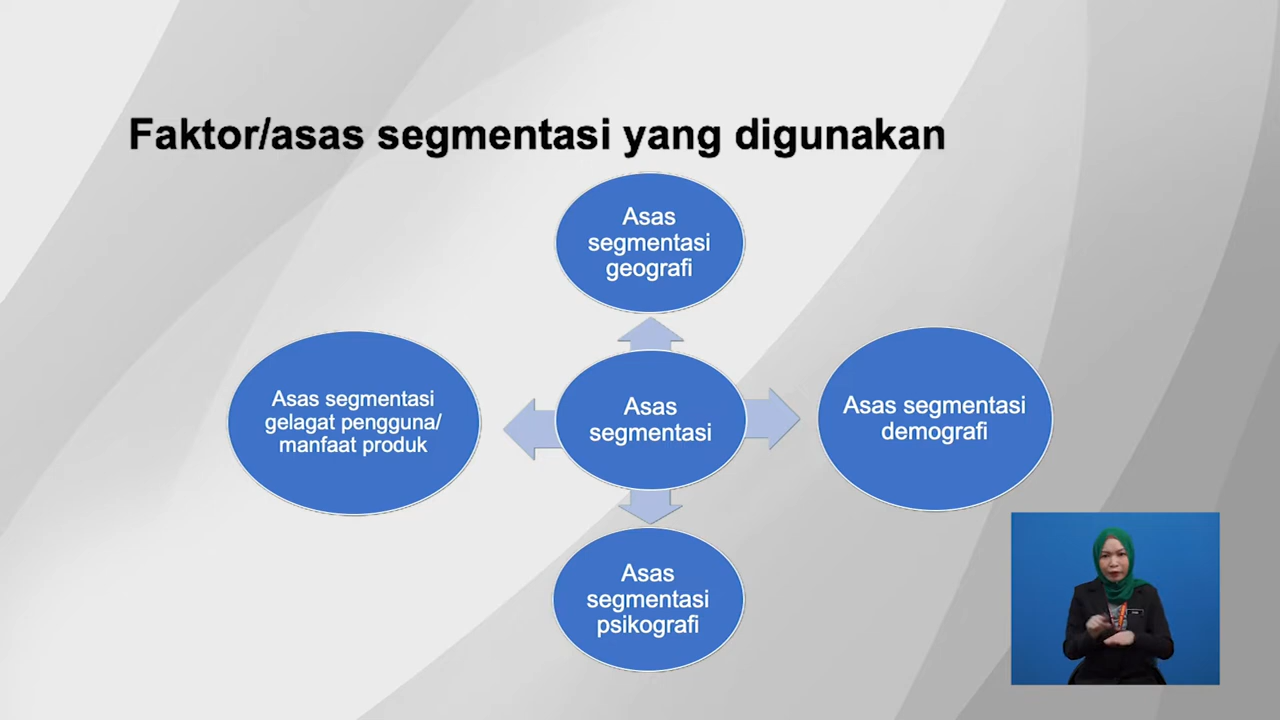 Faktor/asas segmentasi yang digunakan
Asas
segmentasi
geografi
Asas segmentasi
gelagat pengguna/
manfaat produk
Asas
segmentasi
Asas segmentasi
demografi
Asas
segmentasi
psikografi